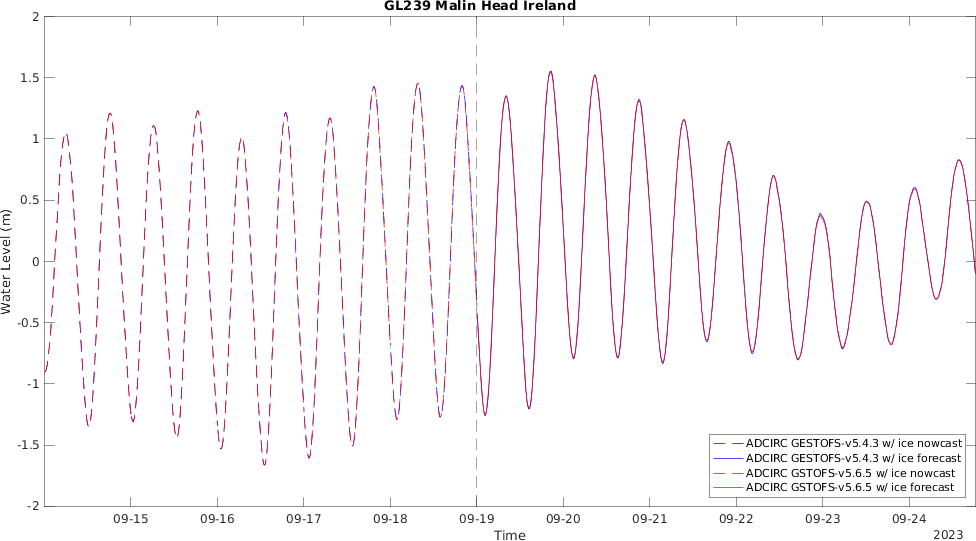 GL239 Malin Head Ireland
2
1.5
1
0.5
0
-0.5
-1
-1.5
-2
Water Level (m)
ADCIRC GESTOFS-v5.4.3 w/ ice nowcast
ADCIRC GESTOFS-v5.4.3 w/ ice forecast
ADCIRC GSTOFS-v5.6.5 w/ ice nowcast
ADCIRC GSTOFS-v5.6.5 w/ ice forecast
09-15 09-16 09-17 09-18 09-19 09-20 09-21 09-22 09-23 09-24
Time
2023